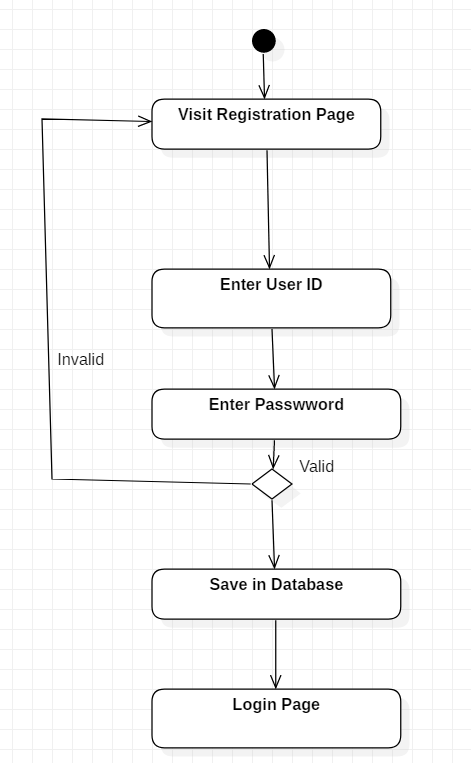 Visit Registration Page
Enter User ID
Invalid
Enter Passwword
Valid
Save in Database
Login Page